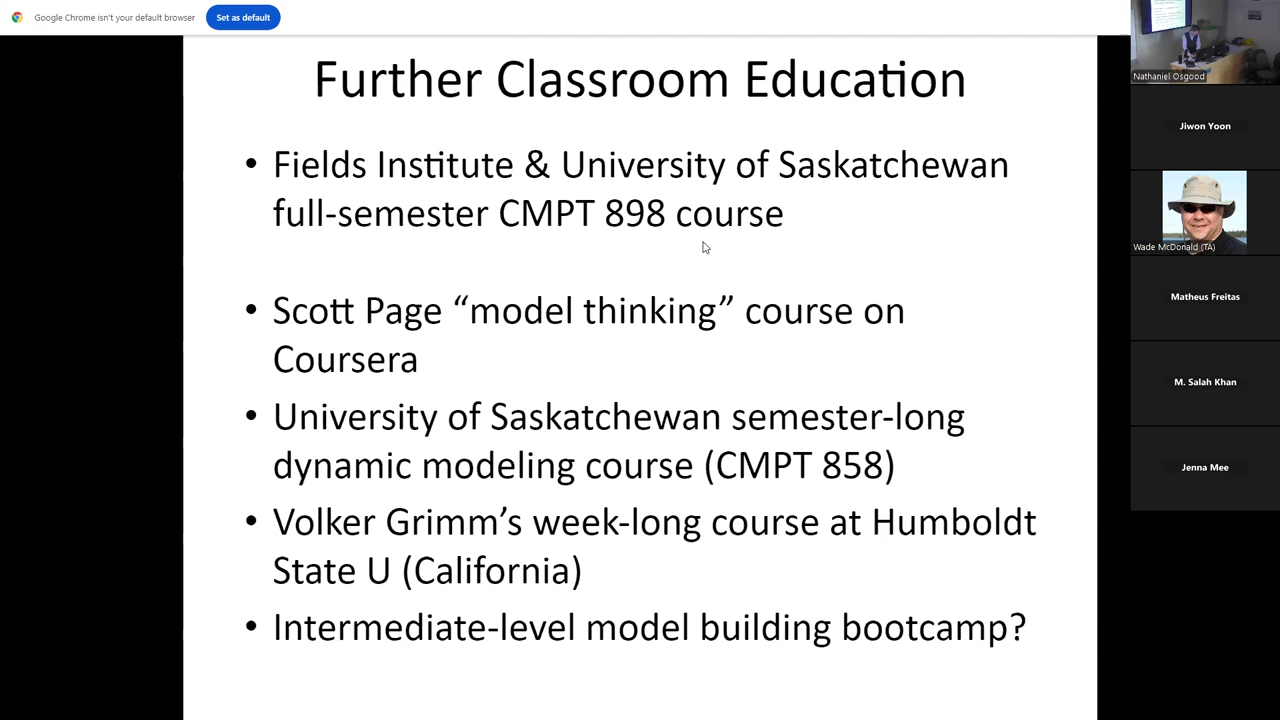 Google Chrome isn't your default browser
Set as default
Further Classroom Education
• Fields Institute & University of Saskatchewan
full-semester CMPT 898 course
• Scott Page “model thinking” course on
Coursera
• University of Saskatchewan semester-long
dynamic modeling course (CMPT 858)
• Volker Grimm’s week-long course at Humboldt
State U (California)
• Intermediate-level model building bootcamp?
Nathaniel Osgood
Jiwon Yoon
Wade McDonald (TA)
Matheus Freitas
M. Salah Khan
Jenna Mee